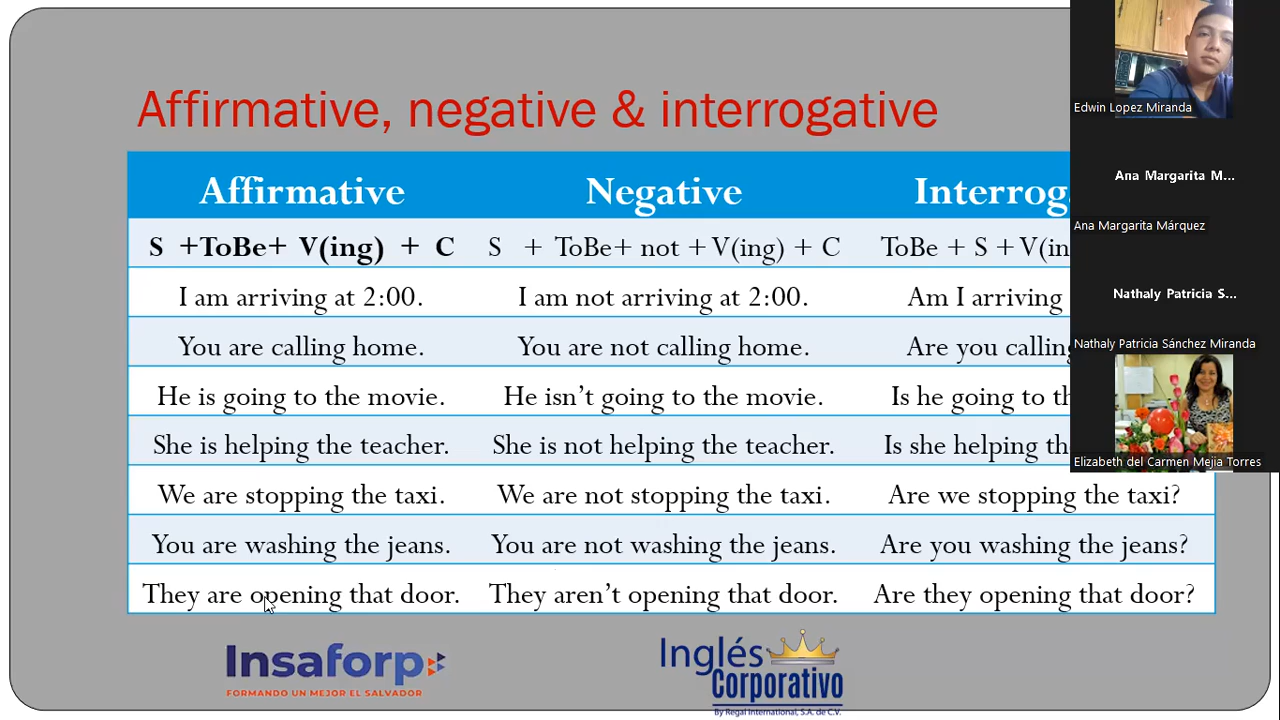 Affirmative, negative & interrogative
Affirmative Negative Interrog
S +ToBe+ V(ing) + C S + ToBe+ not + V(ing) + C ToBe + S + V(in
I am arriving at 2:00. I am not arriving at 2:00. Am I arriving
You are calling home. You are not calling home. Are you calling
He is going to the movie. He isn't going to the movie. Is he going to th
She is helping the teacher. She is not helping the teacher. Is she helping th
We are stopping the taxi. We are not stopping the taxi. Are we stopping the taxi?
You are washing the jeans. You are not washing the jeans. Are you washing the jeans?
They are opening that door. They aren't opening that door. Are they opening that door?
Insaforp
FORMANDO UN MEJOR EL SALVADOR
Inglés
Corporativo
By Regal International, S.A. de C.V.
Edwin Lopez Miranda
Ana Margarita M...
Ana Margarita Márquez
Nathaly Patricia S...
Nathaly Patricia Sánchez Miranda
Elizabeth del Carmen Mejia Torres